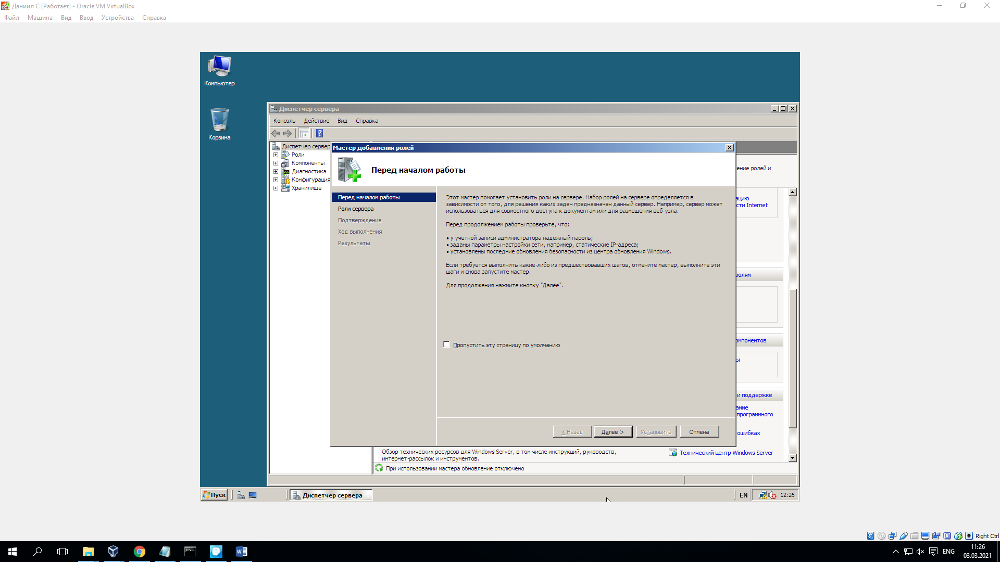 Даниил С [Работает] - Oracle VM VirtualBox
Файл Машина Вид Ввод Устройства Справка
Компьютер
Корзина
Диспетчер сервера
Консоль Действие Вид Справка
Диспетчер сервер
Роли
Компоненты
Диагностика
Конфигурация
Хранилище
Мастер добавления ролей
Перед началом работы
Перед началом работы
Роли сервера
Подтверждение
Ход выполнения
Результаты
Этот мастер помогает установить роли на сервере. Набор ролей на сервере определяется в
зависимости от того, для решения каких задач предназначен данный сервер. Например, сервер может
использоваться для совместного доступа к документам или для размещения веб-узла.
Перед продолжением работы проверьте, что:
• у учетной записи администратора надежный пароль;
• заданы параметры настройки сети, например, статические IP-адреса;
• установлены последние обновления безопасности из центра обновления Windows.
Если требуется выполнить какие-либо из предшествовавших шагов, отмените мастер, выполните эти
шаги и снова запустите мастер.
Для продолжения нажмите кнопку "Далее".
Пропустить эту страницу по умолчанию
< Назад Далее > Установить Отмена
ение ролей и
ацию
сти Internet
ролям
омпонентов
ы
и поддержке
амме
программного
ошибках
Обзор технических ресурсов для Windows Server, в том числе инструкций, руководств,
интернет-рассылок и инструментов.
Технический центр Windows Server
При использовании мастера обновление отключено
Пуск Диспетчер сервера EN 12:26
Right Ctrl
ENG
11:26
03.03.2021